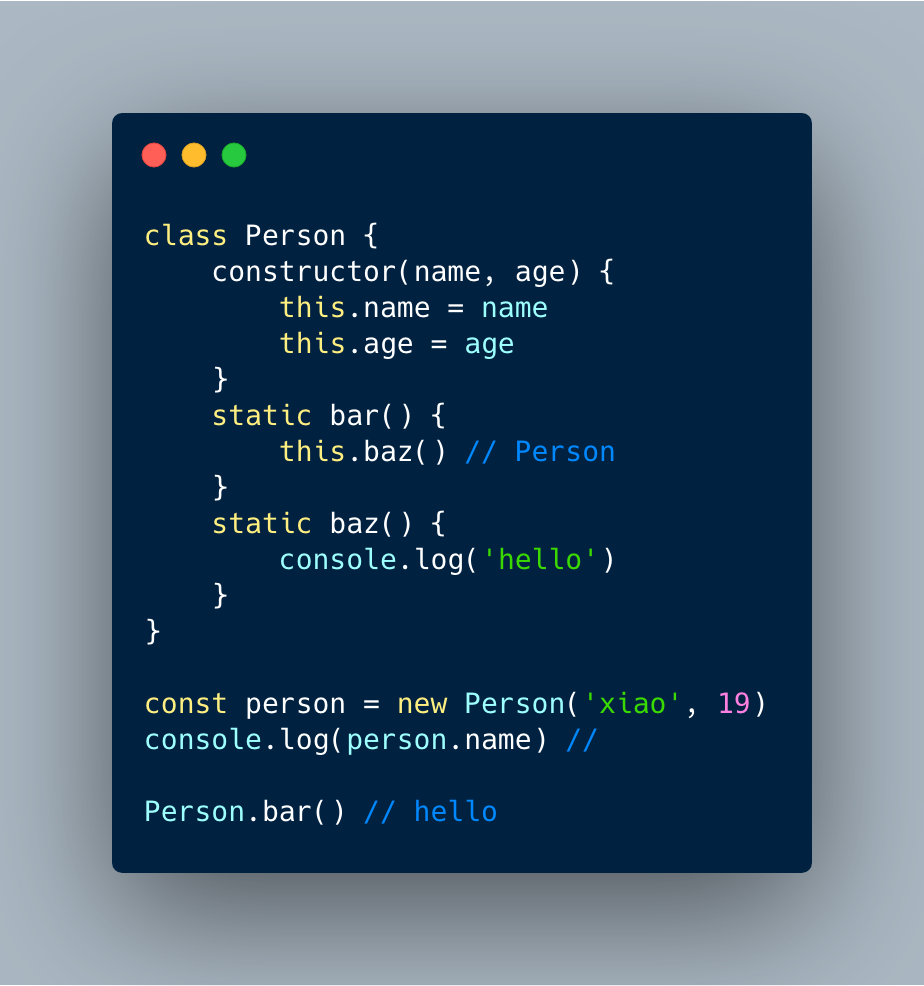 class Person {
    constructor(name, age) {
        this.name = name
        this.age = age
    }
    static bar() {
        this.baz() // Person
    }
    static baz() {
        console.log('hello')
    }
}

const person = new Person('xiao', 19)
console.log(person.name) //

Person.bar() // hello